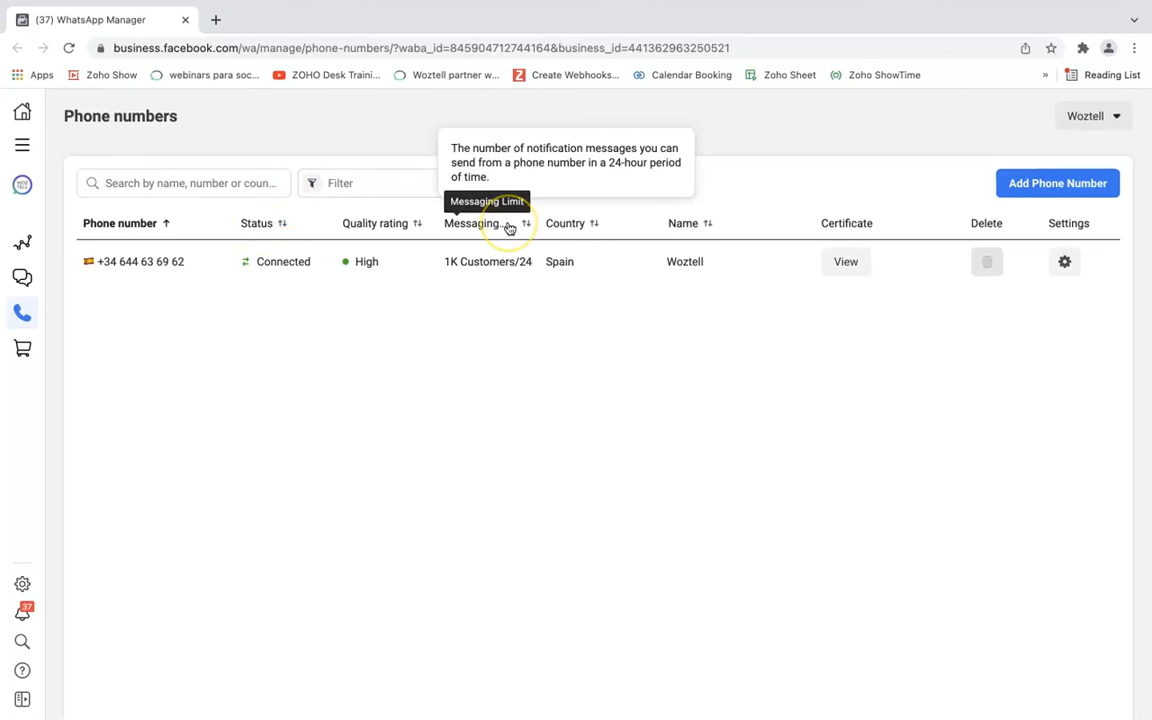 (37) WhatsApp Manager
business.facebook.com/wa/manage/phone-numbers/?waba_id=845904712744164&business_id=441362963250521
Apps Zoho Show webinars para soc... ZOHO Desk Traini... Woztell partner w... Create Webhooks... Calendar Booking Zoho Sheet Zoho ShowTime » Reading List
Phone numbers
Woztell
The number of notification messages you can
send from a phone number in a 24-hour period
of time.
Search by name, number or coun...
Filter
Add Phone Number
WOZ
TELL
Messaging Limit
Phone number Status Quality rating Messaging... Country Name Certificate Delete Settings
+34 644 63 69 62 Connected High 1K Customers/24 Spain Woztell View
37